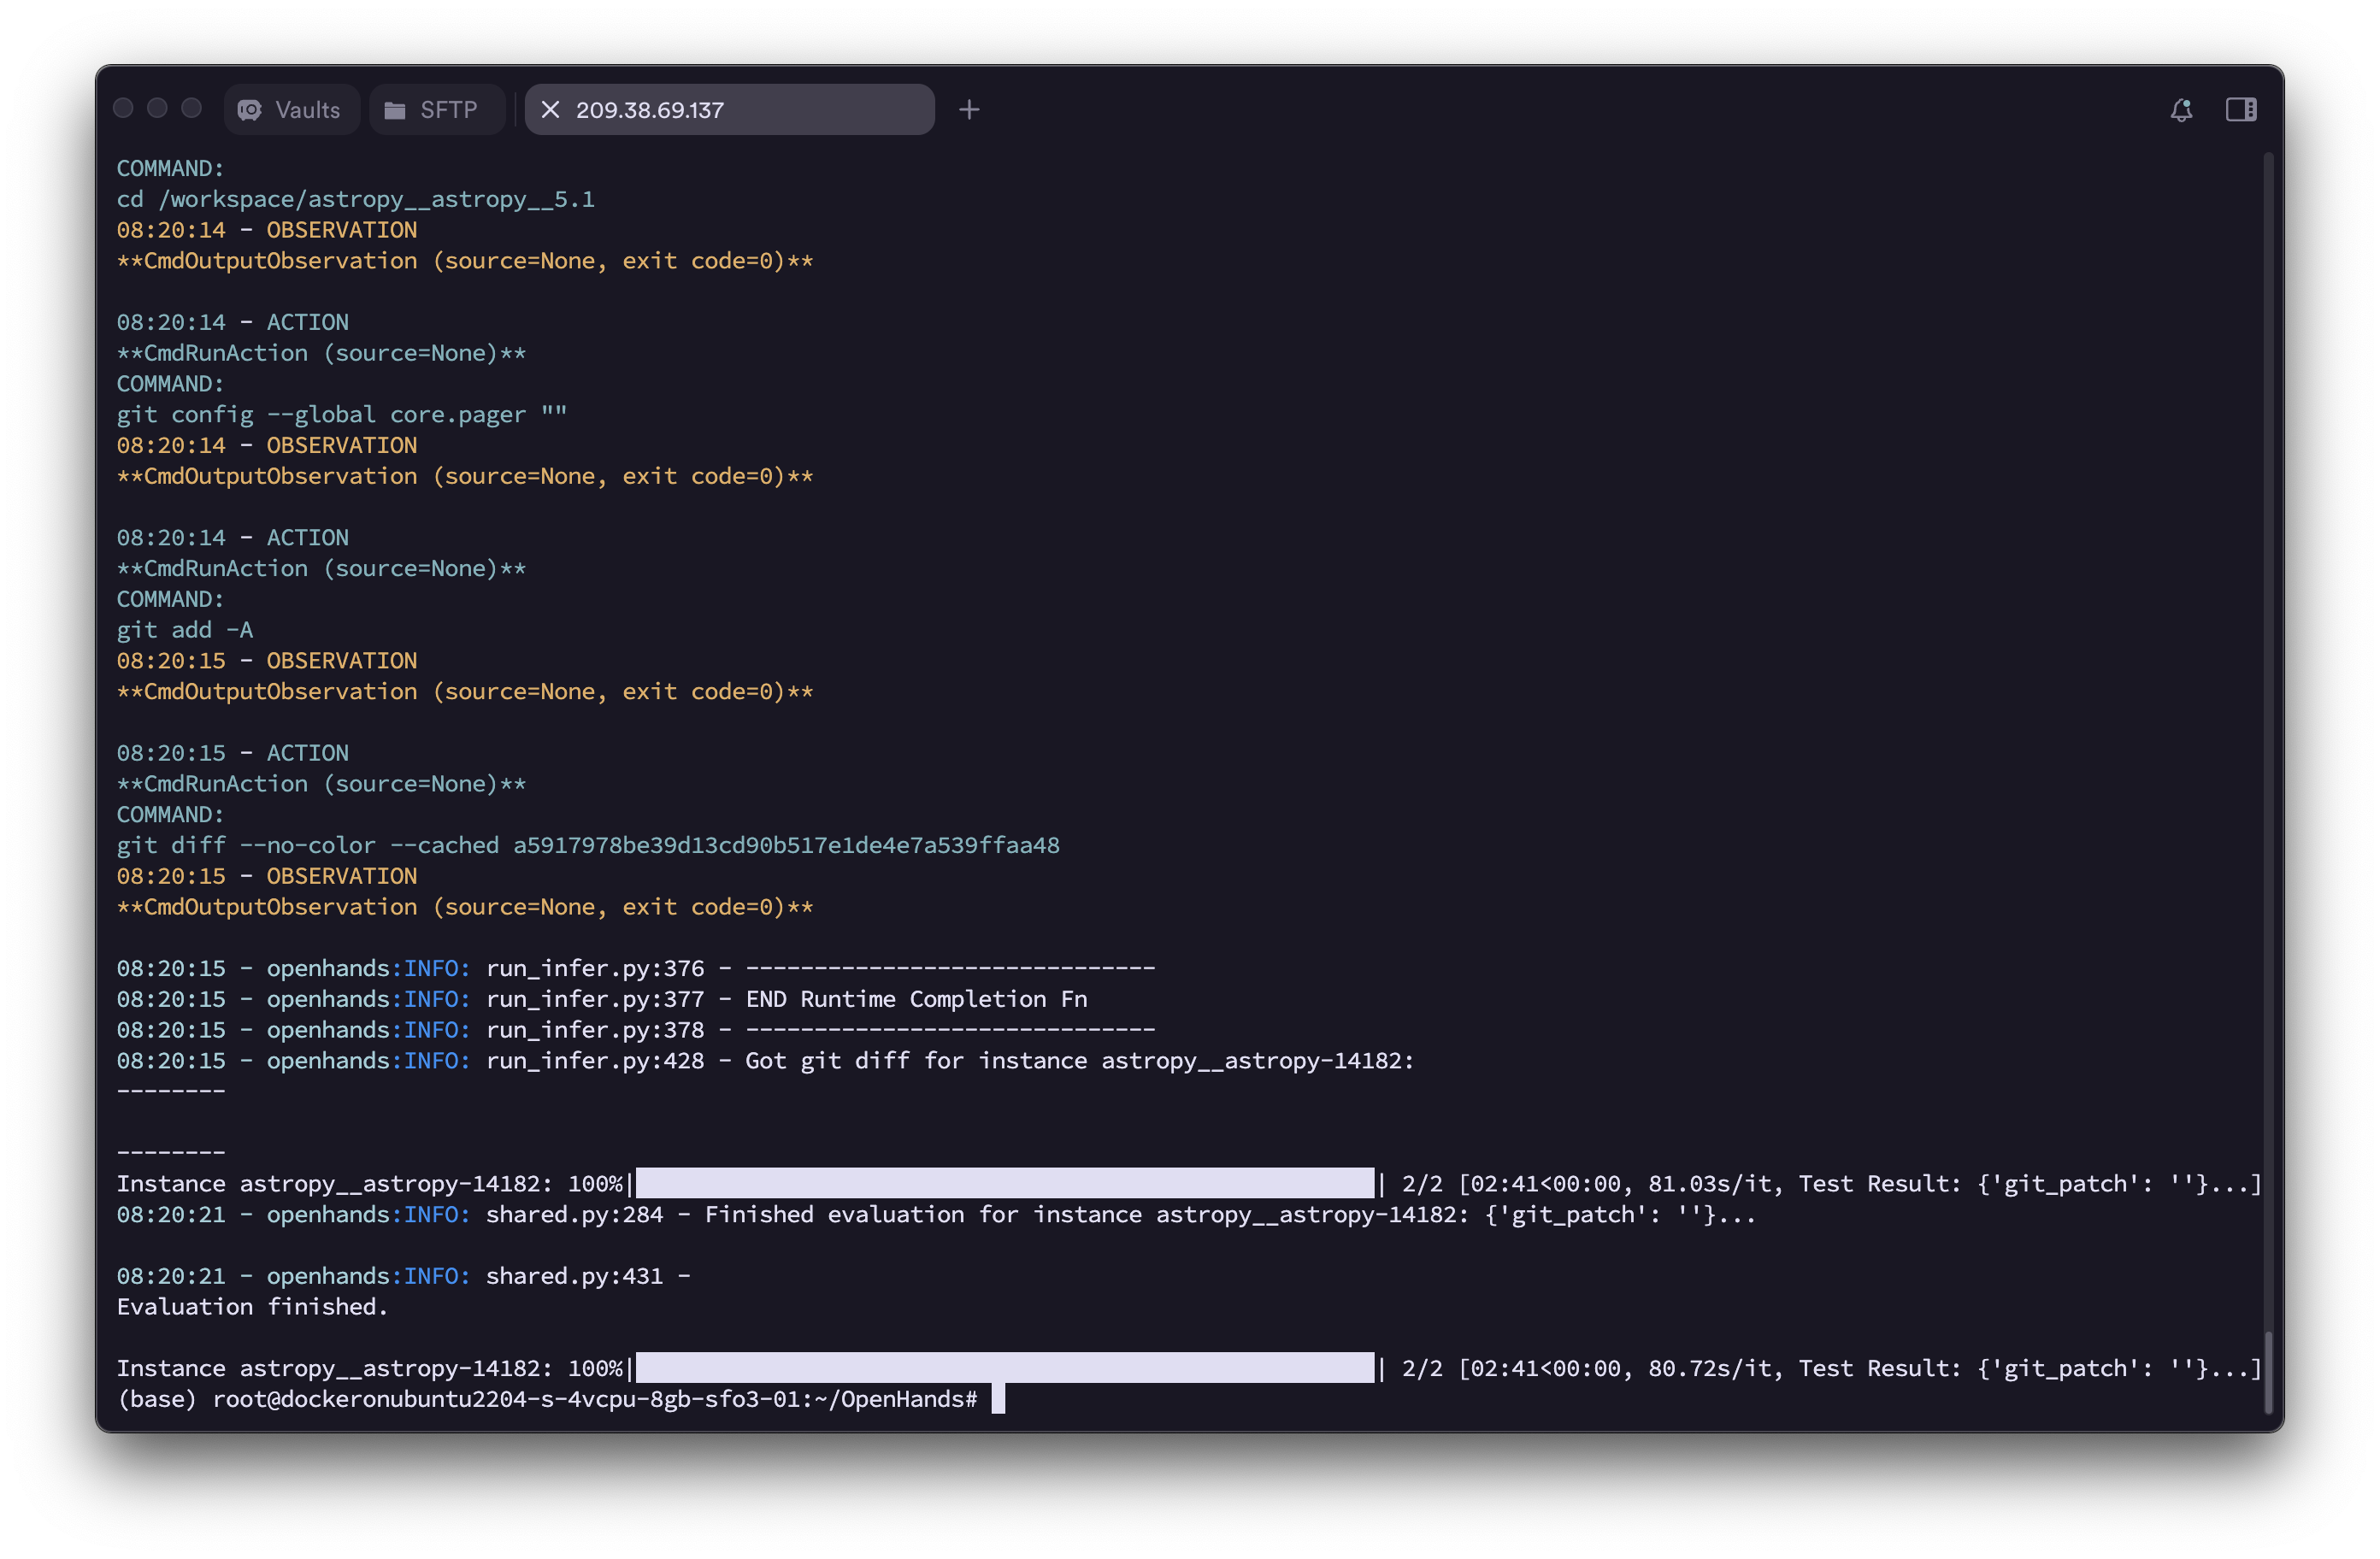 Vaults SFTP 209.38.69.137
COMMAND:
cd /workspace/astropy__astropy__5.1
08:20:14 - OBSERVATION
**CmdOutputObservation (source=None, exit code=0)**
08:20:14 - ACTION
**CmdRunAction (source=None)**
COMMAND:
git config --global core.pager ""
08:20:14 - OBSERVATION
**CmdOutputObservation (source=None, exit code=0)**
08:20:14 - ACTION
**CmdRunAction (source=None)**
COMMAND:
git add -A
08:20:15 - OBSERVATION
**CmdOutputObservation (source=None, exit code=0)**
08:20:15 - ACTION
**CmdRunAction (source=None)**
COMMAND:
git diff --no-color --cached a5917978be39d13cd90b517e1de4e7a539ffaa48
08:20:15 - OBSERVATION
**CmdOutputObservation (source=None, exit code=0)**
08:20:15 - openhands:INFO: run_infer.py:376 - ------------------------------
08:20:15 - openhands:INFO: run_infer.py:377 - END Runtime Completion Fn
08:20:15 - openhands:INFO: run_infer.py:378 - ------------------------------
08:20:15 - openhands:INFO: run_infer.py:428 - Got git diff for instance astropy__astropy-14182:
--------
--------
Instance astropy__astropy-14182: 100%| | 2/2 [02:41<00:00, 81.03s/it, Test Result: {'git_patch': ''}...]
08:20:21 - openhands:INFO: shared.py:284 - Finished evaluation for instance astropy__astropy-14182: {'git_patch': ''}...
08:20:21 - openhands:INFO: shared.py:431 -
Evaluation finished.
Instance astropy__astropy-14182: 100%| | 2/2 [02:41<00:00, 80.72s/it, Test Result: {'git_patch': ''}...]
(base) root@dockeronubuntu2204-s-4vcpu-8gb-sfo3-01:~/OpenHands#